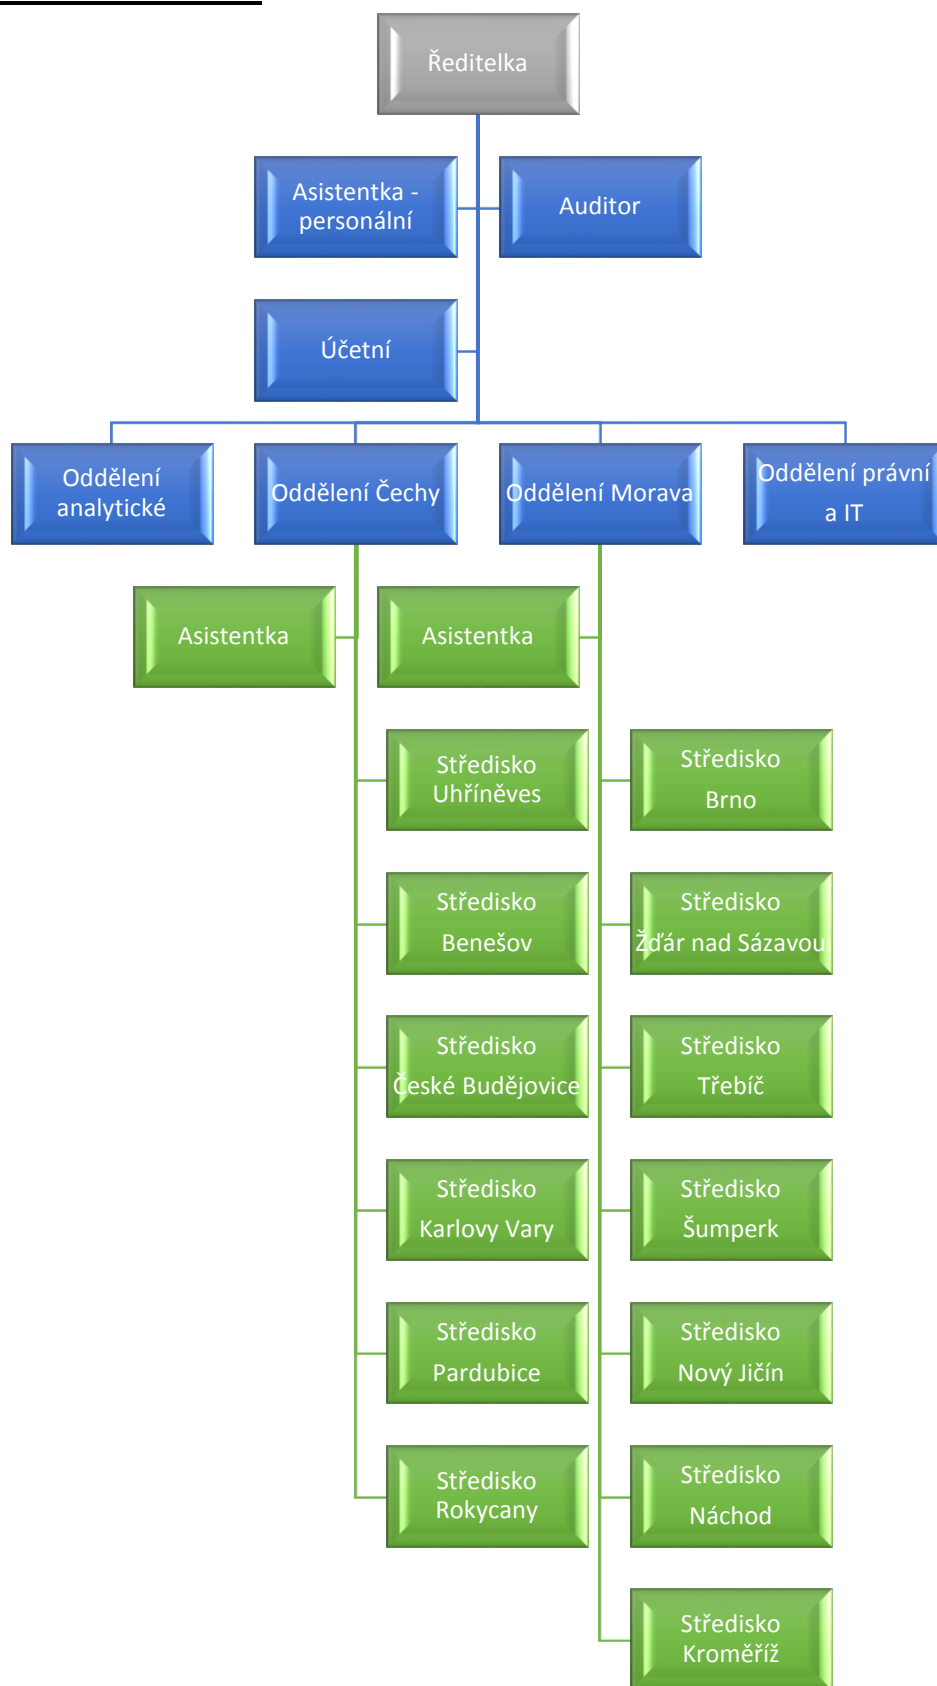 Ředitelka
Asistentka -
personální
Auditor
Účetní
Oddělení
analytické
Oddělení Čechy
Oddělení Morava
Oddělení právní
a IT
Asistentka
Asistentka
Středisko
Uhříněves
Středisko
Brno
Středisko
Benešov
Středisko
Žďár nad Sázavou
Středisko
České Budějovice
Středisko
Třebíč
Středisko
Karlovy Vary
Středisko
Šumperk
Středisko
Pardubice
Středisko
Nový Jičín
Středisko
Rokycany
Středisko
Náchod
Středisko
Kroměříž